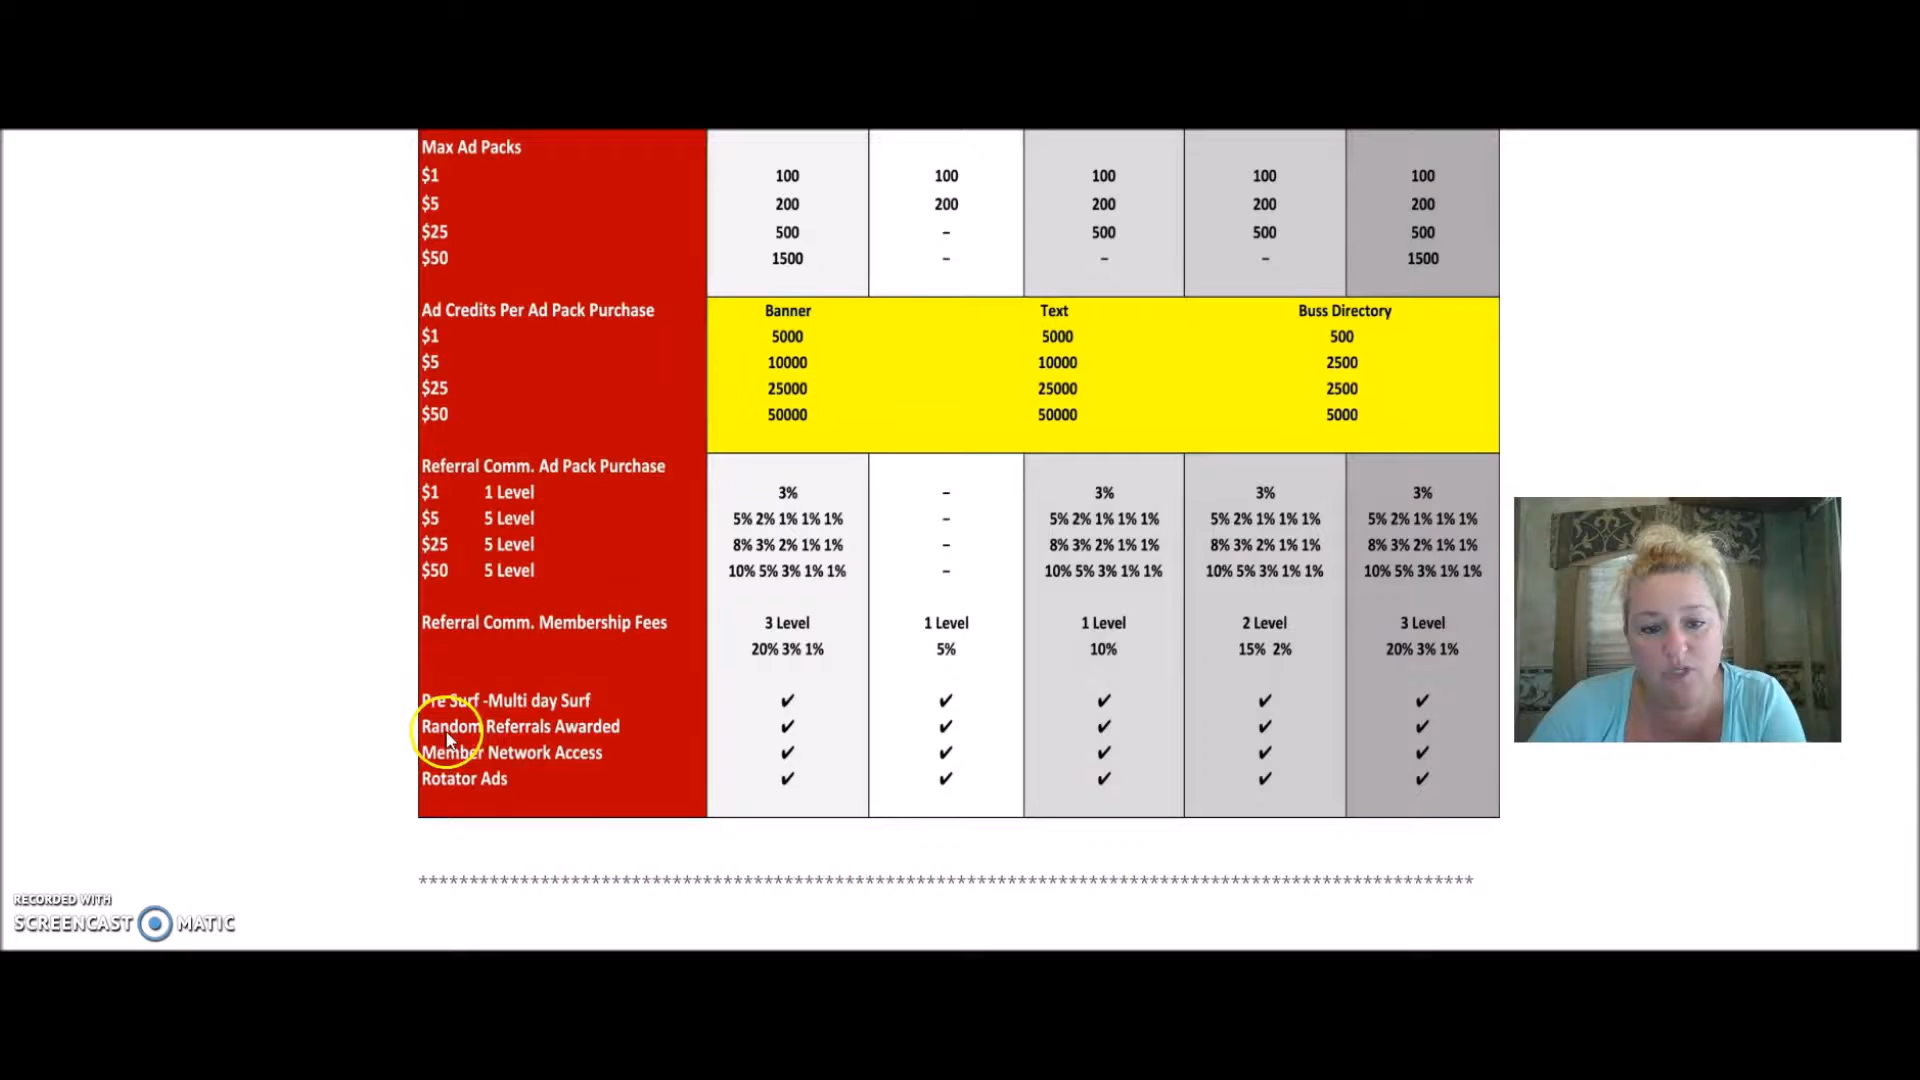 Max Ad Packs
$1 100 100 100 100 100
$5 200 200 200 200 200
$25 500 – 500 500 500
$50 1500 – – – 1500
Ad Credits Per Ad Pack Purchase Banner Text Buss Directory
$1 5000 5000 500
$5 10000 10000 2500
$25 25000 25000 2500
$50 50000 50000 5000
Referral Comm. Ad Pack Purchase
$1 1 Level 3% – 3% 3% 3%
$5 5 Level 5% 2% 1% 1% 1% – 5% 2% 1% 1% 1% 5% 2% 1% 1% 1% 5% 2% 1% 1% 1%
$25 5 Level 8% 3% 2% 1% 1% – 8% 3% 2% 1% 1% 8% 3% 2% 1% 1% 8% 3% 2% 1% 1%
$50 5 Level 10% 5% 3% 1% 1% – 10% 5% 3% 1% 1% 10% 5% 3% 1% 1% 10% 5% 3% 1% 1%
Referral Comm. Membership Fees 3 Level 1 Level 1 Level 2 Level 3 Level
20% 3% 1% 5% 10% 15% 2% 20% 3% 1%
Pre Surf -Multi day Surf ✔ ✔ ✔ ✔ ✔
Random Referrals Awarded ✔ ✔ ✔ ✔ ✔
Member Network Access ✔ ✔ ✔ ✔ ✔
Rotator Ads ✔ ✔ ✔ ✔ ✔
RECORDED WITH
SCREENCAST MATIC